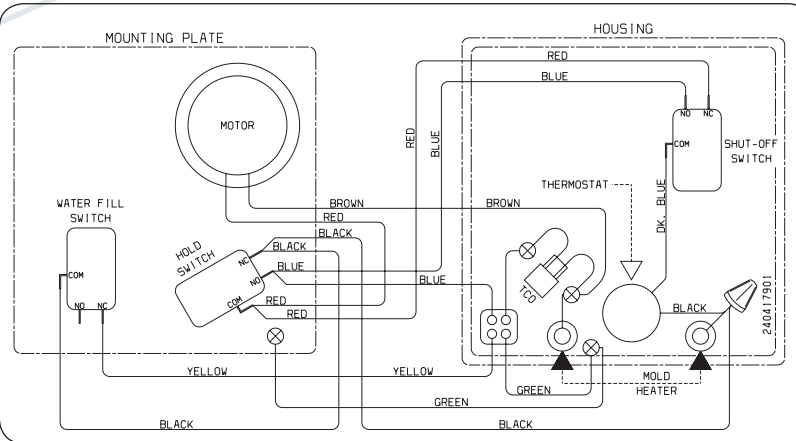 HOUSING
MOUNTING PLATE
RED
BLUE
MOTOR
RED
BLUE
NO NC
COM
SHUT-OFF
SWITCH
THERMOSTAT
DK. BLUE
WATER FILL
SWITCH
BROWN
BROWN
RED
BLACK
HOLD
SWITCH
NC
BLACK
BLUE
NO
BLUE
COM
COM
TCO
RED
BLACK
NO NC
RED
240417901
YELLOW
YELLOW
MOLD
HEATER
GREEN
GREEN
BLACK
BLACK